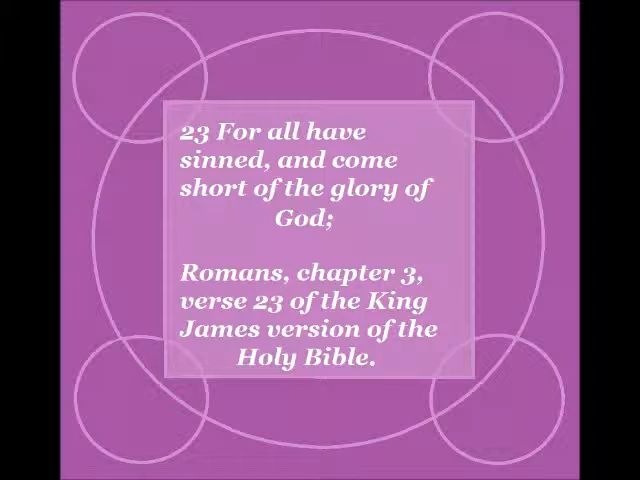 23 For all have
sinned, and come
short of the glory of
God;
Romans, chapter 3,
verse 23 of the King
James version of the
Holy Bible.